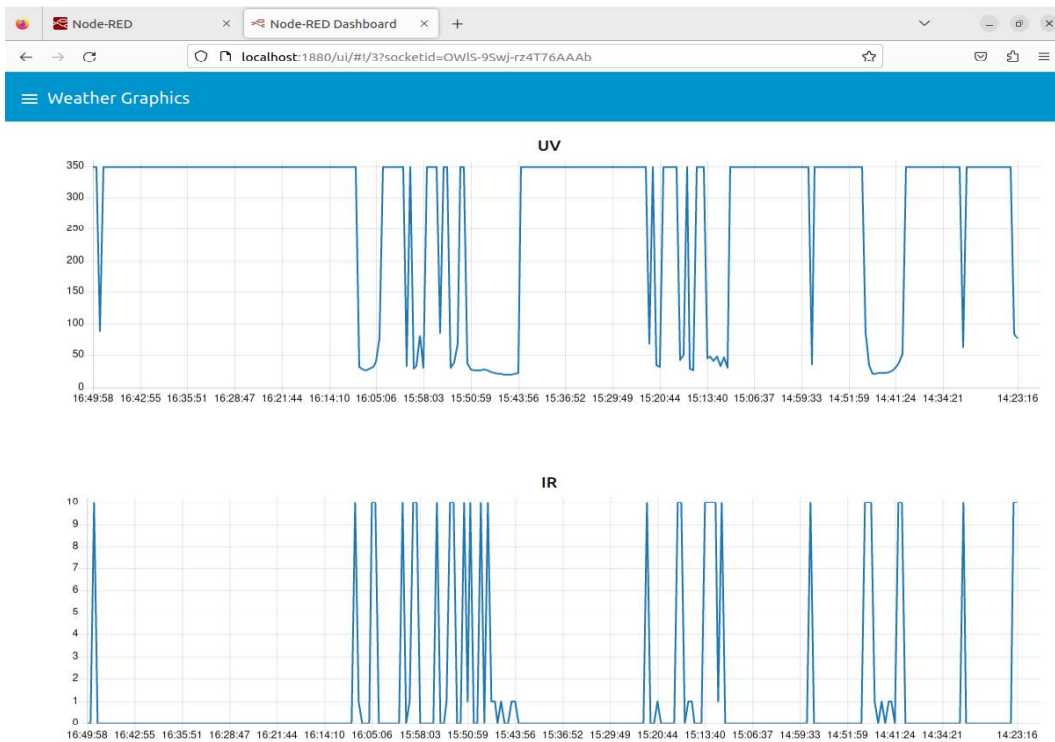 Node-RED × Node-RED Dashboard × +
localhost:1880/ui/#!/3?socketid=OWlS-9Swj-rz4T76AAAb
Weather Graphics
UV
350
300
250
200
150
100
50
0
16:49:58 16:42:55 16:35:51 16:28:47 16:21:44 16:14:10 16:05:06 15:58:03 15:50:59 15:43:56 15:36:52 15:29:49 15:20:44 15:13:40 15:06:37 14:59:33 14:51:59 14:41:24 14:34:21 14:23:16
IR
10
9
8
7
6
5
4
3
2
1
0
16:49:58 16:42:55 16:35:51 16:28:47 16:21:44 16:14:10 16:05:06 15:58:03 15:50:59 15:43:56 15:36:52 15:29:49 15:20:44 15:13:40 15:06:37 14:59:33 14:51:59 14:41:24 14:34:21 14:23:16